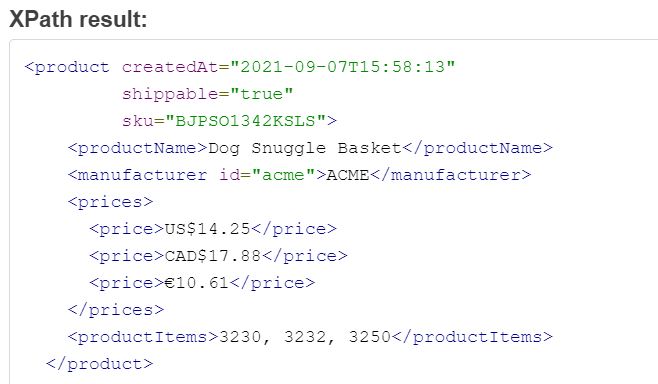 XPath result:
<product createdAt="2021-09-07T15:58:13"
shippable="true"
sku="BJPSO1342KSLS">
<productName>Dog Snuggle Basket</productName>
<manufacturer id="acme">ACME</manufacturer>
<prices>
<price>US$14.25</price>
<price>CAD$17.88</price>
<price>€10.61</price>
</prices>
<productItems>3230, 3232, 3250</productItems>
</product>